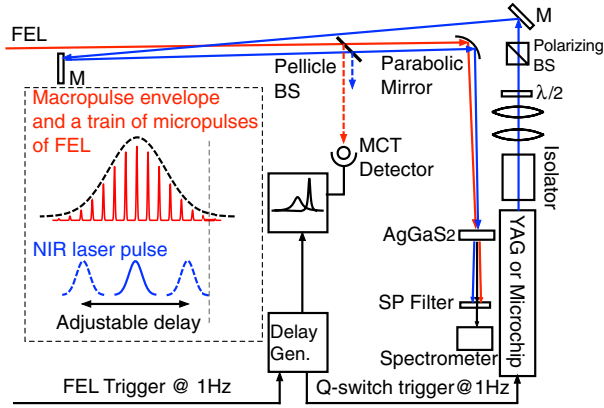 FEL
M
M
Polarizing
BS
Pellicle
BS
Parabolic
Mirror
λ/2
Macropulse envelope
and a train of micropulses
of FEL
MCT
Detector
Isolator
NIR laser pulse
Adjustable delay
AgGaS2
YAG or Microchip
SP Filter
Delay
Gen.
Spectrometer
FEL Trigger @ 1Hz
Q-switch trigger@1Hz